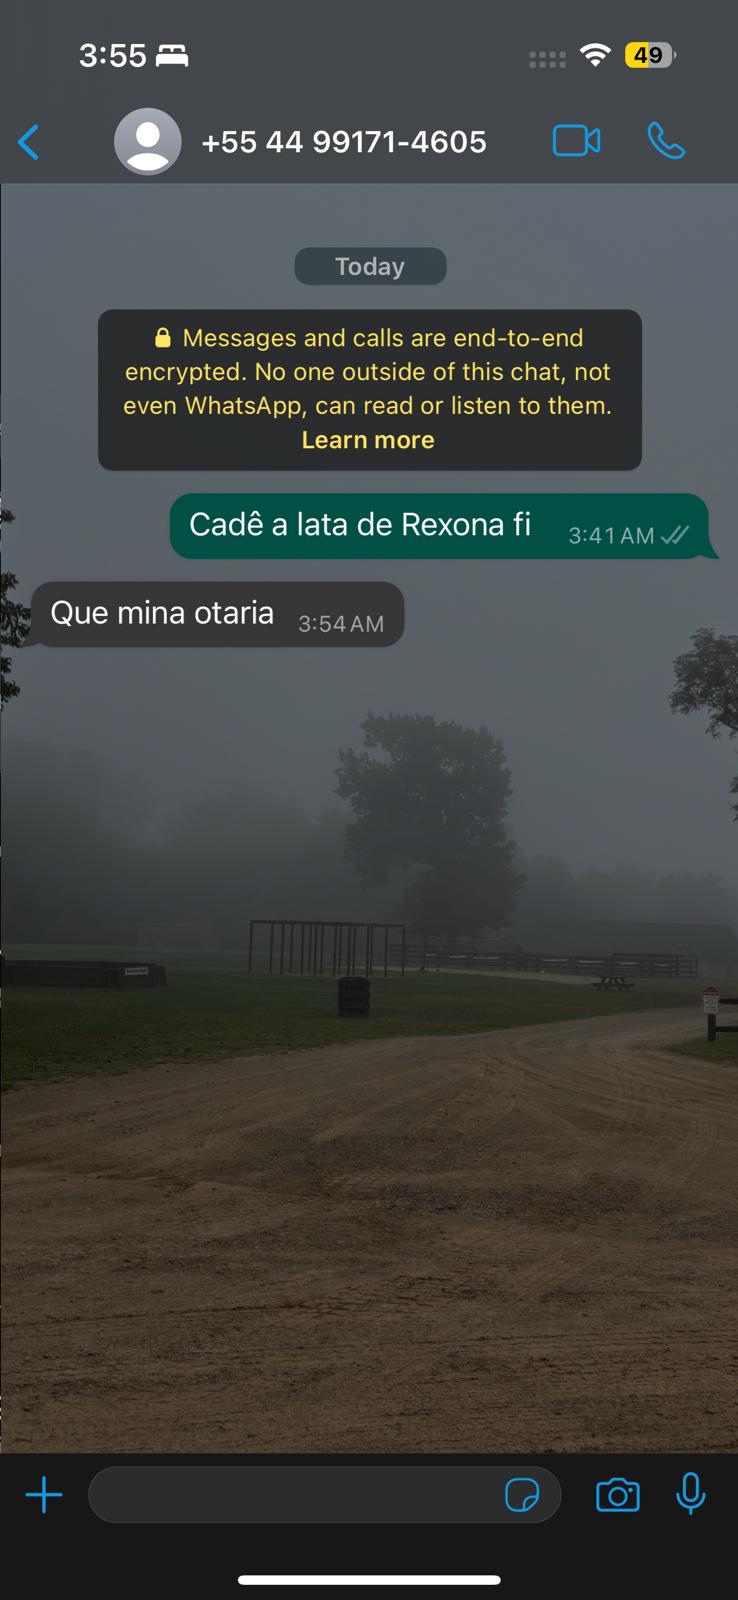 3:55
49
+55 44 99171-4605
Today
Messages and calls are end-to-end
encrypted. No one outside of this chat, not
even WhatsApp, can read or listen to them.
Learn more
Cadê a lata de Rexona fi 3:41 AM
Que mina otaria 3:54 AM